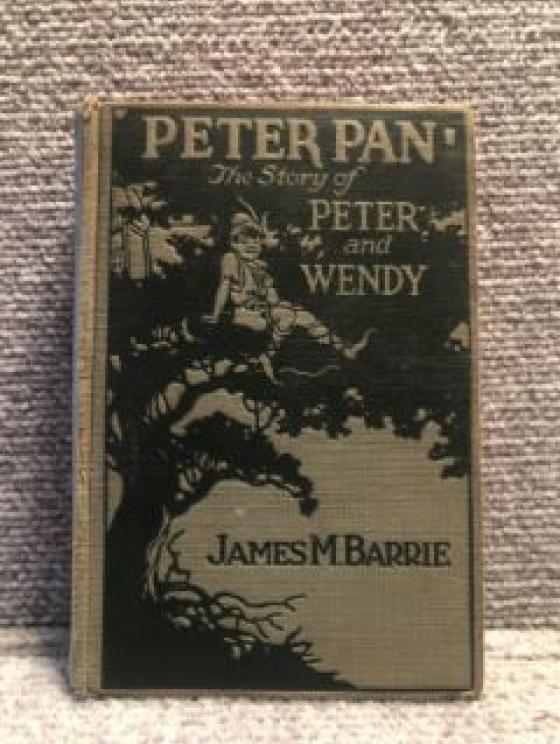 PETER PAN
The Story of
PETER
and
WENDY
JAMES M. BARRIE